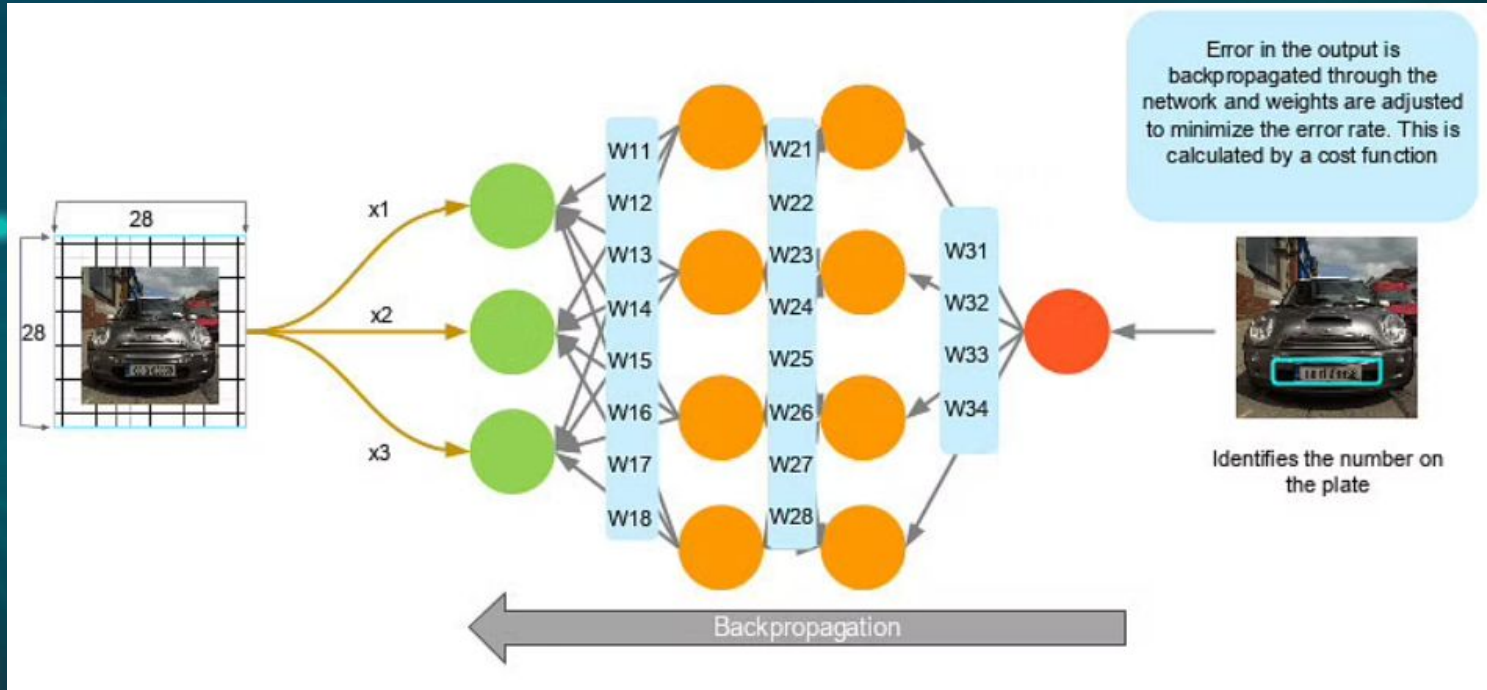 Error in the output is
backpropagated through the
network and weights are adjusted
to minimize the error rate. This is
calculated by a cost function
28
28
x1
x2
x3
W11
W12
W13
W14
W15
W16
W17
W18
W21
W22
W23
W24
W25
W26
W27
W28
W31
W32
W33
W34
Identifies the number on
the plate
Backpropagation